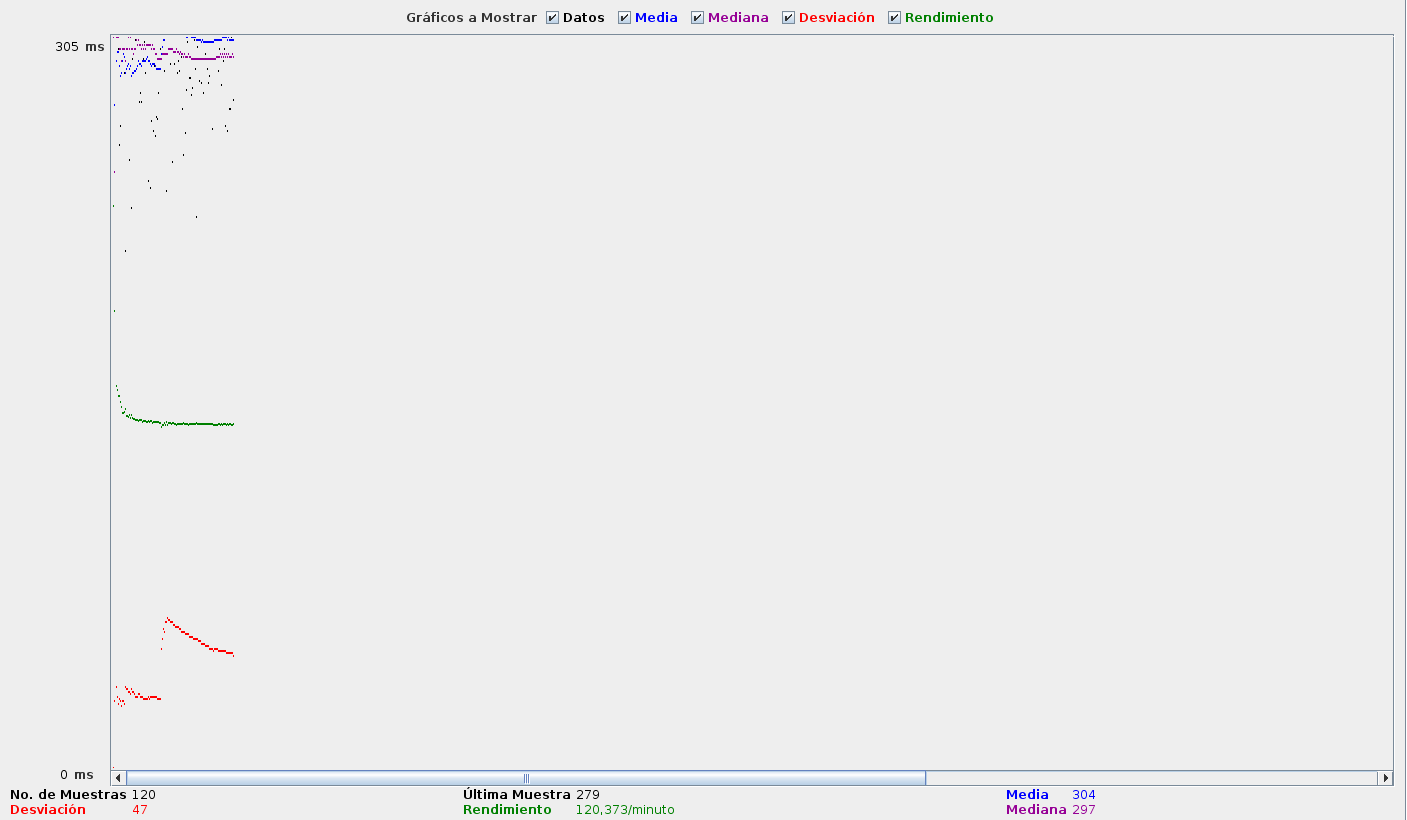 Gráficos a Mostrar Datos Media Mediana Desviación Rendimiento
305 ms
0 ms
No. de Muestras 120 Última Muestra 279 Media 304
Desviación 47 Rendimiento 120,373/minuto Mediana 297